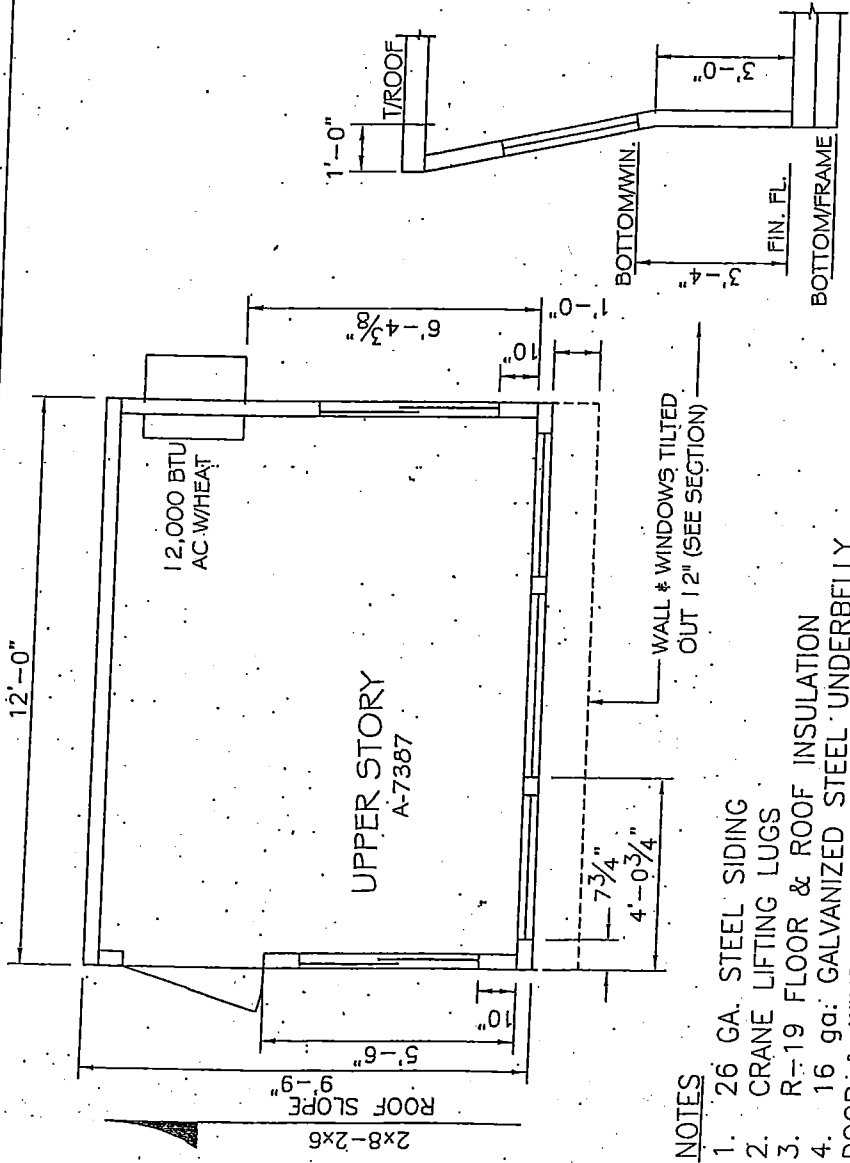 12'-0"
12,000 BTU
AC W/HEAT
UPPER STORY
A-7387
6'-4 3/8"
10"
1'-0"
5'-6"
10"
9'-9"
ROOF SLOPE
2x8-2x6
7 3/4"
4'-0 3/4"
WALL & WINDOWS TILTED
OUT 12" (SEE SECTION)
1'-0"
T/ROOF
BOTTOM/WIN.
3'-0"
3'-4"
FIN. FL.
BOTTOM/FRAME
NOTES
1. 26 GA. STEEL SIDING
2. CRANE LIFTING LUGS
3. R-19 FLOOR & ROOF INSULATION
4. 16 ga. GALVANIZED STEEL UNDERBELLY